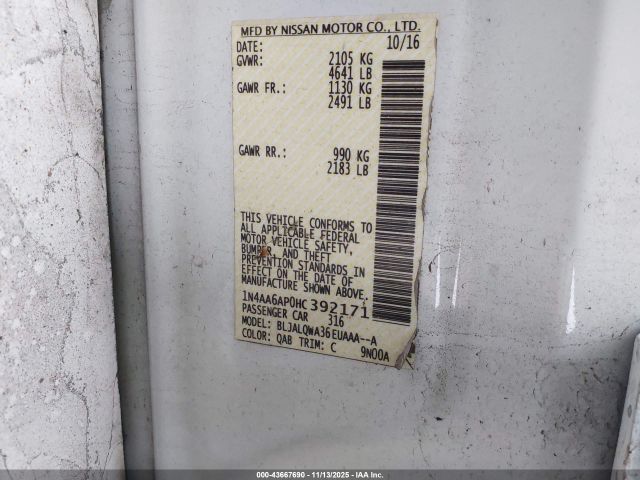 MFD BY NISSAN MOTOR CO., LTD.
DATE: 10/16
GVWR: 2105 KG
4641 LB
GAWR FR.: 1130 KG
2491 LB
GAWR RR.: 990 KG
2183 LB
THIS VEHICLE CONFORMS TO
ALL APPLICABLE FEDERAL
MOTOR VEHICLE SAFETY,
BUMPER, AND THEFT
PREVENTION STANDARDS IN
EFFECT ON THE DATE OF
MANUFACTURE SHOWN ABOVE.
1N4AA6AP0HC392171
PASSENGER CAR 316
MODEL: BLJALQWA36EUAAA--A
COLOR: QAB TRIM: C 9N00A
000-43667690 - 11/13/2025 - IAA Inc.